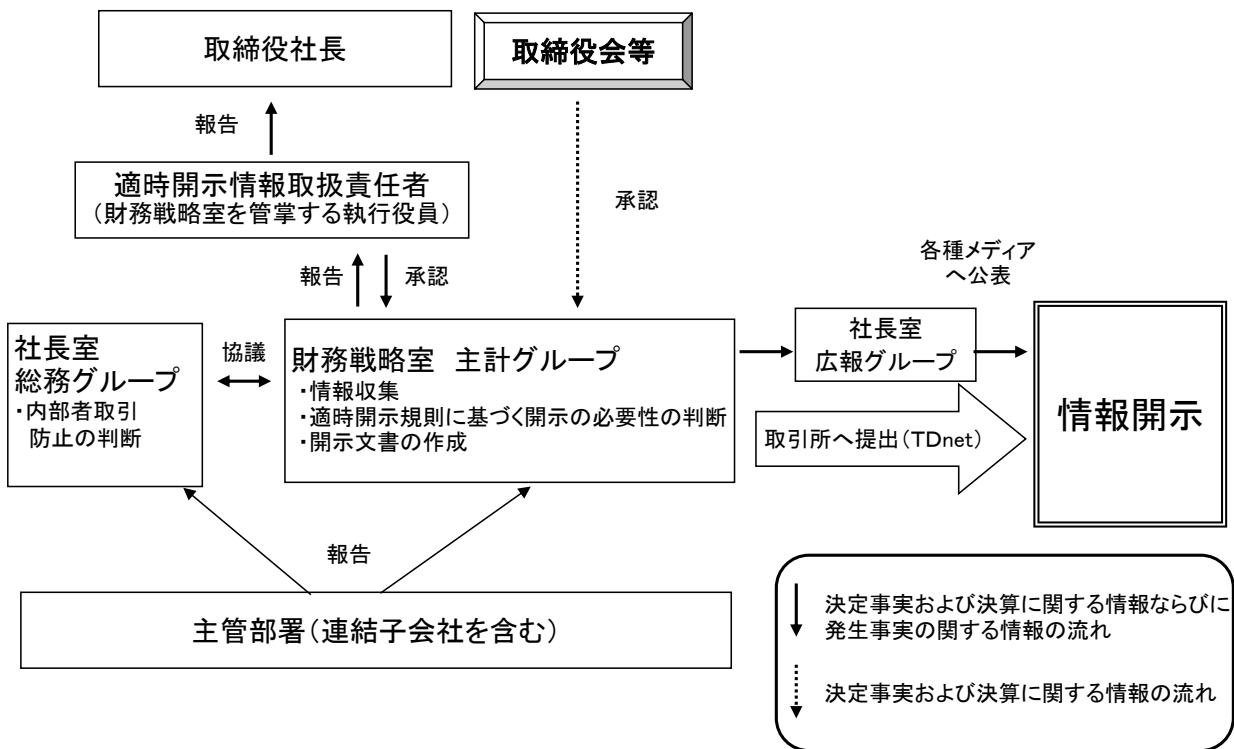 取締役社長
取締役会等
報告
適時開示情報取扱責任者
(財務戦略室を管掌する執行役員)
承認
報告
承認
各種メディア
へ公表
社長室
総務グループ
・内部者取引
防止の判断
協議
財務戦略室 主計グループ
・情報収集
・適時開示規則に基づく開示の必要性の判断
・開示文書の作成
社長室
広報グループ
取引所へ提出(TDnet)
情報開示
報告
主管部署(連結子会社を含む)
決定事実および決算に関する情報ならびに
発生事実の関する情報の流れ
決定事実および決算に関する情報の流れ